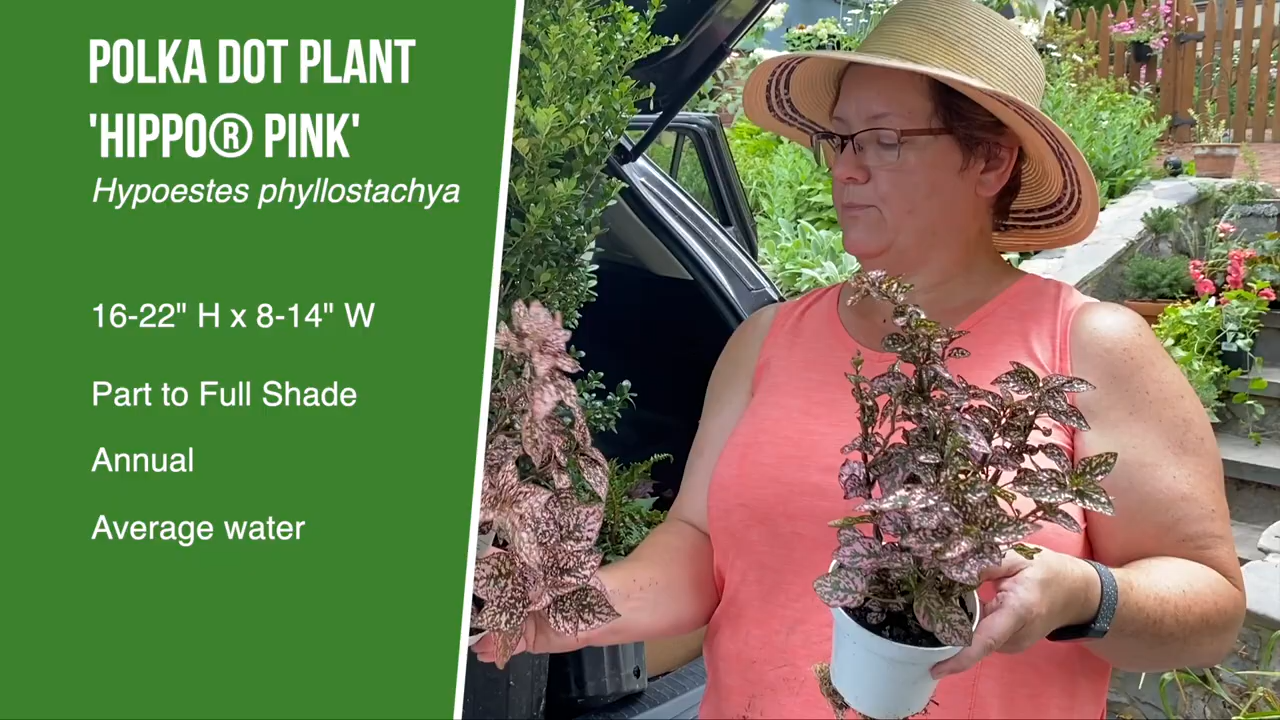 POLKA DOT PLANT
'HIPPO® PINK'
Hypoestes phyllostachya
16-22" H x 8-14" W
Part to Full Shade
Annual
Average water